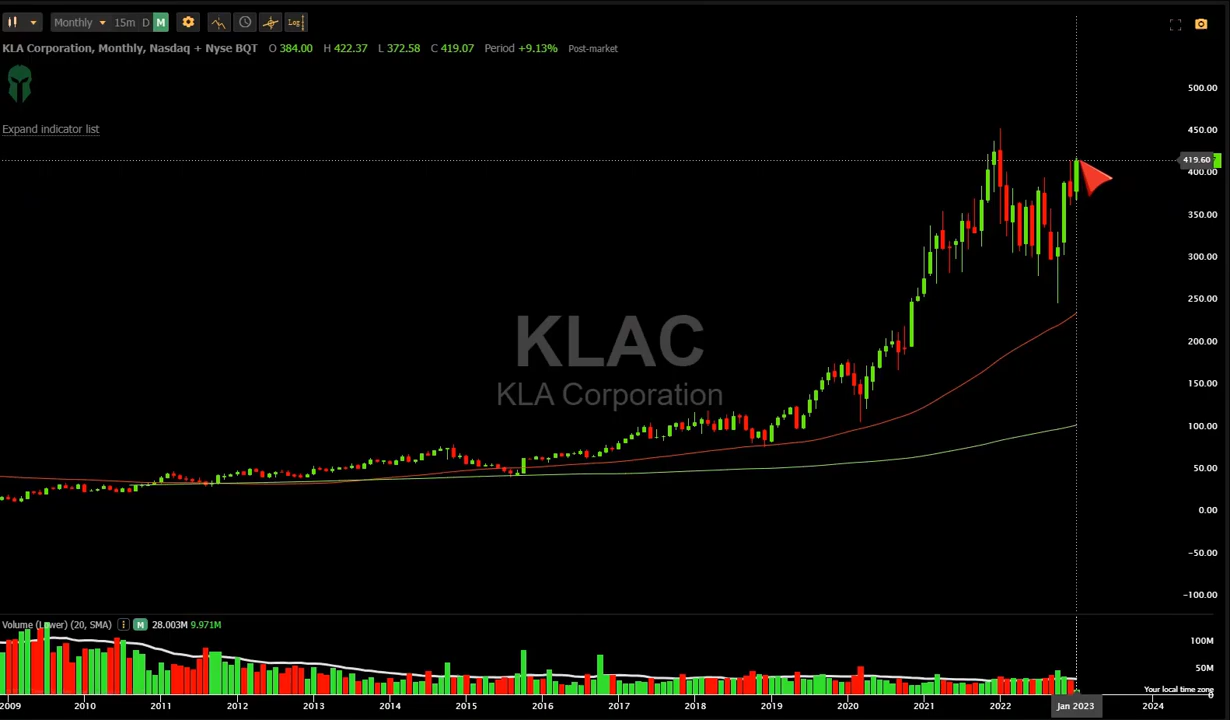 Monthly 15m D M Log
KLA Corporation, Monthly, Nasdaq + Nyse BQT O 384.00 H 422.37 L 372.58 C 419.07 Period +9.13% Post-market
Expand indicator list
500.00
450.00
419.60
400.00
350.00
300.00
250.00
200.00
150.00
100.00
50.00
0.00
−50.00
−100.00
KLAC
KLA Corporation
Volume (Lower) (20, SMA) M 28.003M 9.971M
100M
50M
0
Your local time zone
2009 2010 2011 2012 2013 2014 2015 2016 2017 2018 2019 2020 2021 2022 Jan 2023 2024